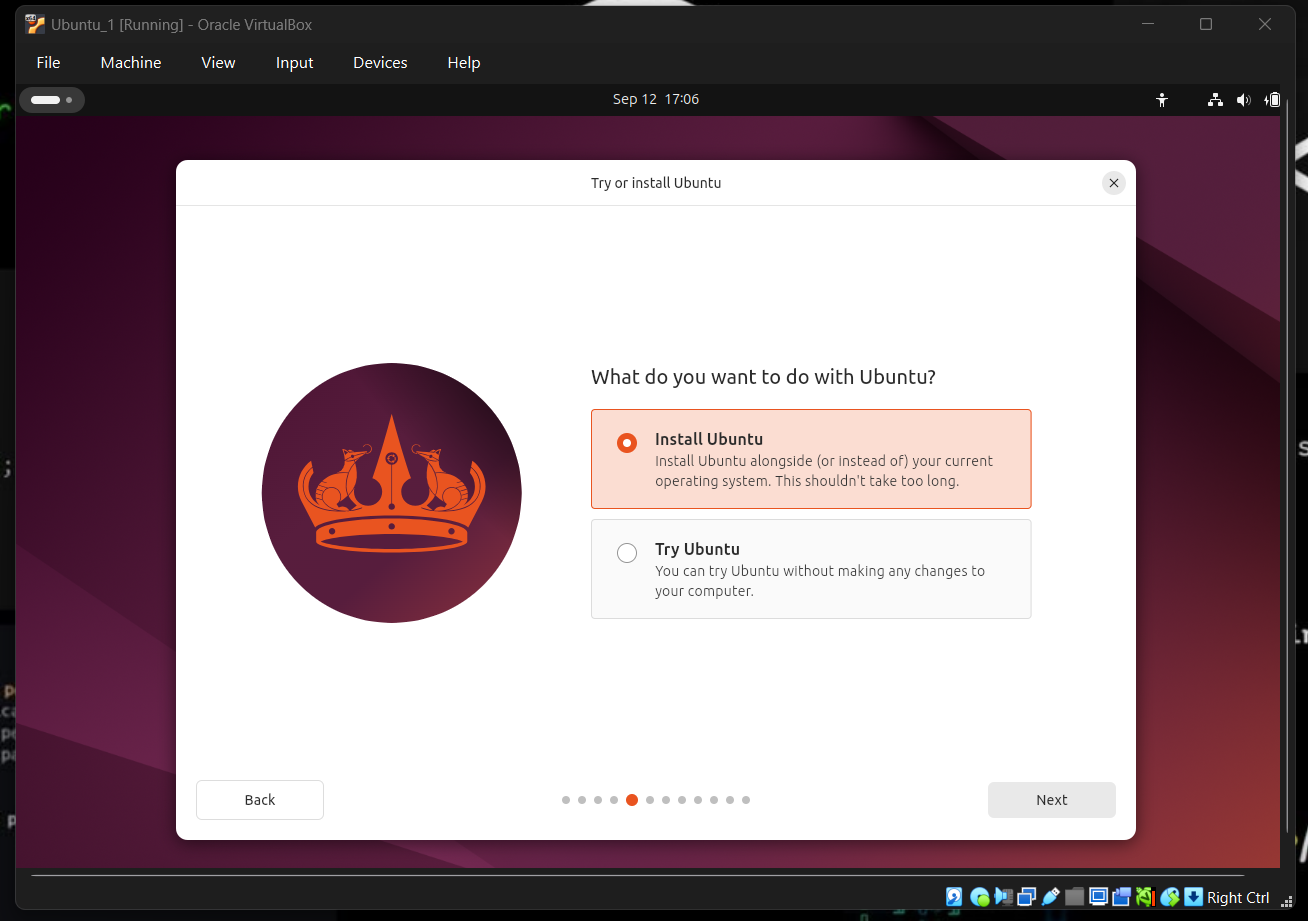 Ubuntu_1 [Running] - Oracle VirtualBox
File Machine View Input Devices Help
Sep 12 17:06
Try or install Ubuntu
What do you want to do with Ubuntu?
Install Ubuntu
Install Ubuntu alongside (or instead of) your current
operating system. This shouldn't take too long.
Try Ubuntu
You can try Ubuntu without making any changes to
your computer.
Back
Next
Right Ctrl